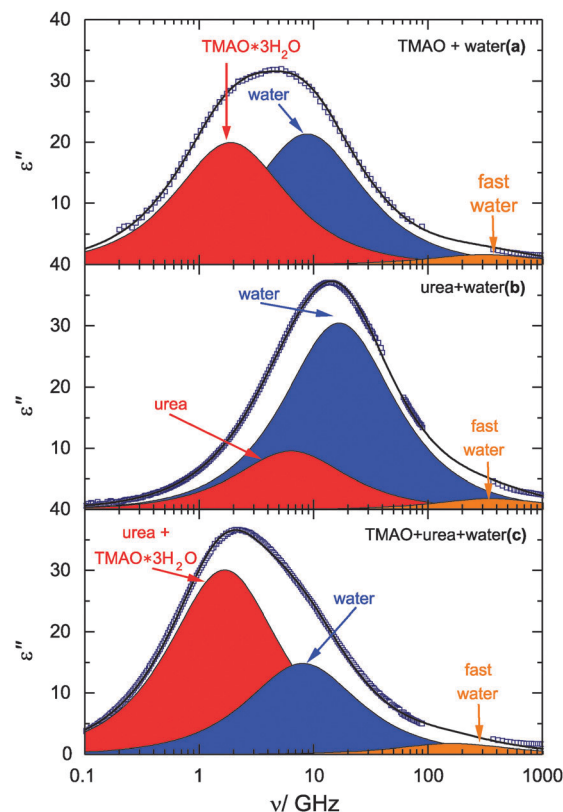 TMAO*3H2O
TMAO + water(a)
water
fast
water
ε''
40
30
20
10
40
urea+water(b)
water
urea
fast
water
ε''
30
20
10
40
urea +
TMAO*3H2O
TMAO+urea+water(c)
water
fast
water
ε''
30
20
10
0
0.1 1 10 100 1000
ν/ GHz